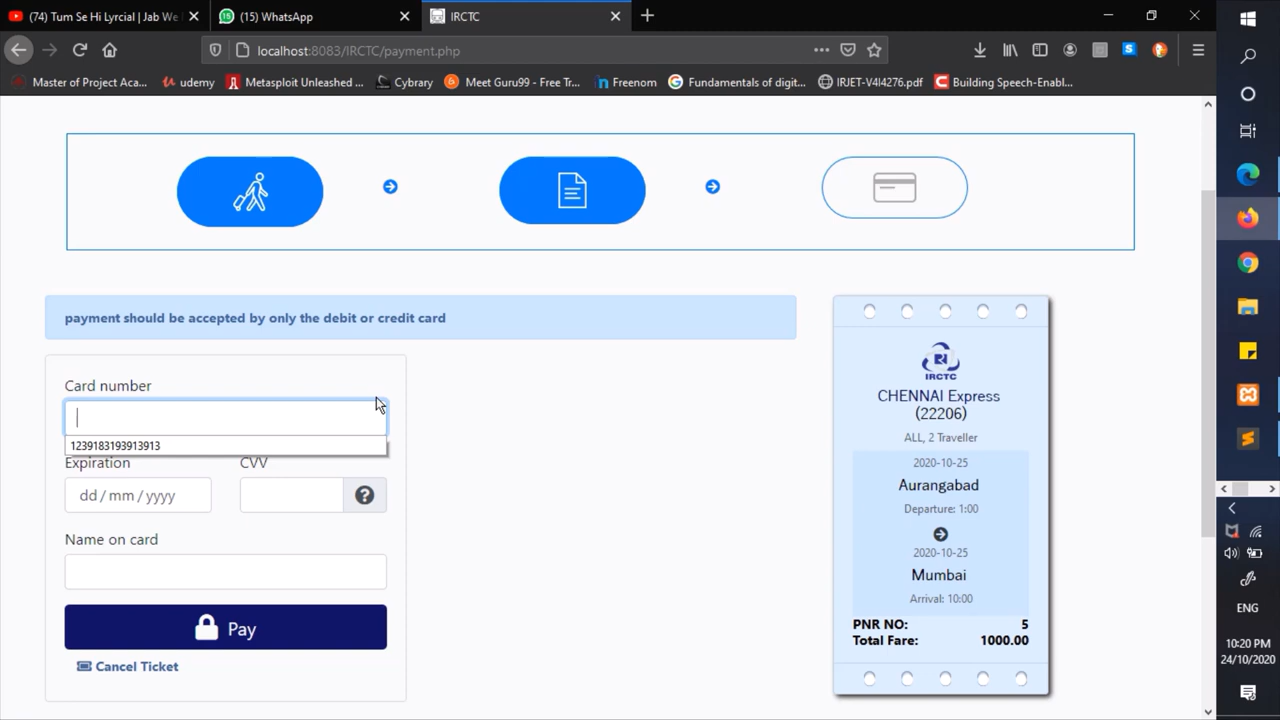 (74) Tum Se Hi Lyrcial | Jab We
(15) WhatsApp
IRCTC
localhost:8083/IRCTC/payment.php
Master of Project Aca...
udemy
Metasploit Unleashed ...
Cybrary
Meet Guru99 - Free Tr...
Freenom
Fundamentals of digit...
IRJET-V4I4276.pdf
Building Speech-Enabl...
payment should be accepted by only the debit or credit card
Card number
1239183193913913
Expiration
CVV
dd / mm / yyyy
Name on card
Pay
Cancel Ticket
IRCTC
CHENNAI Express
(22206)
ALL, 2 Traveller
2020-10-25
Aurangabad
Departure: 1:00
2020-10-25
Mumbai
Arrival: 10:00
PNR NO: 5
Total Fare: 1000.00
ENG
10:20 PM
24/10/2020